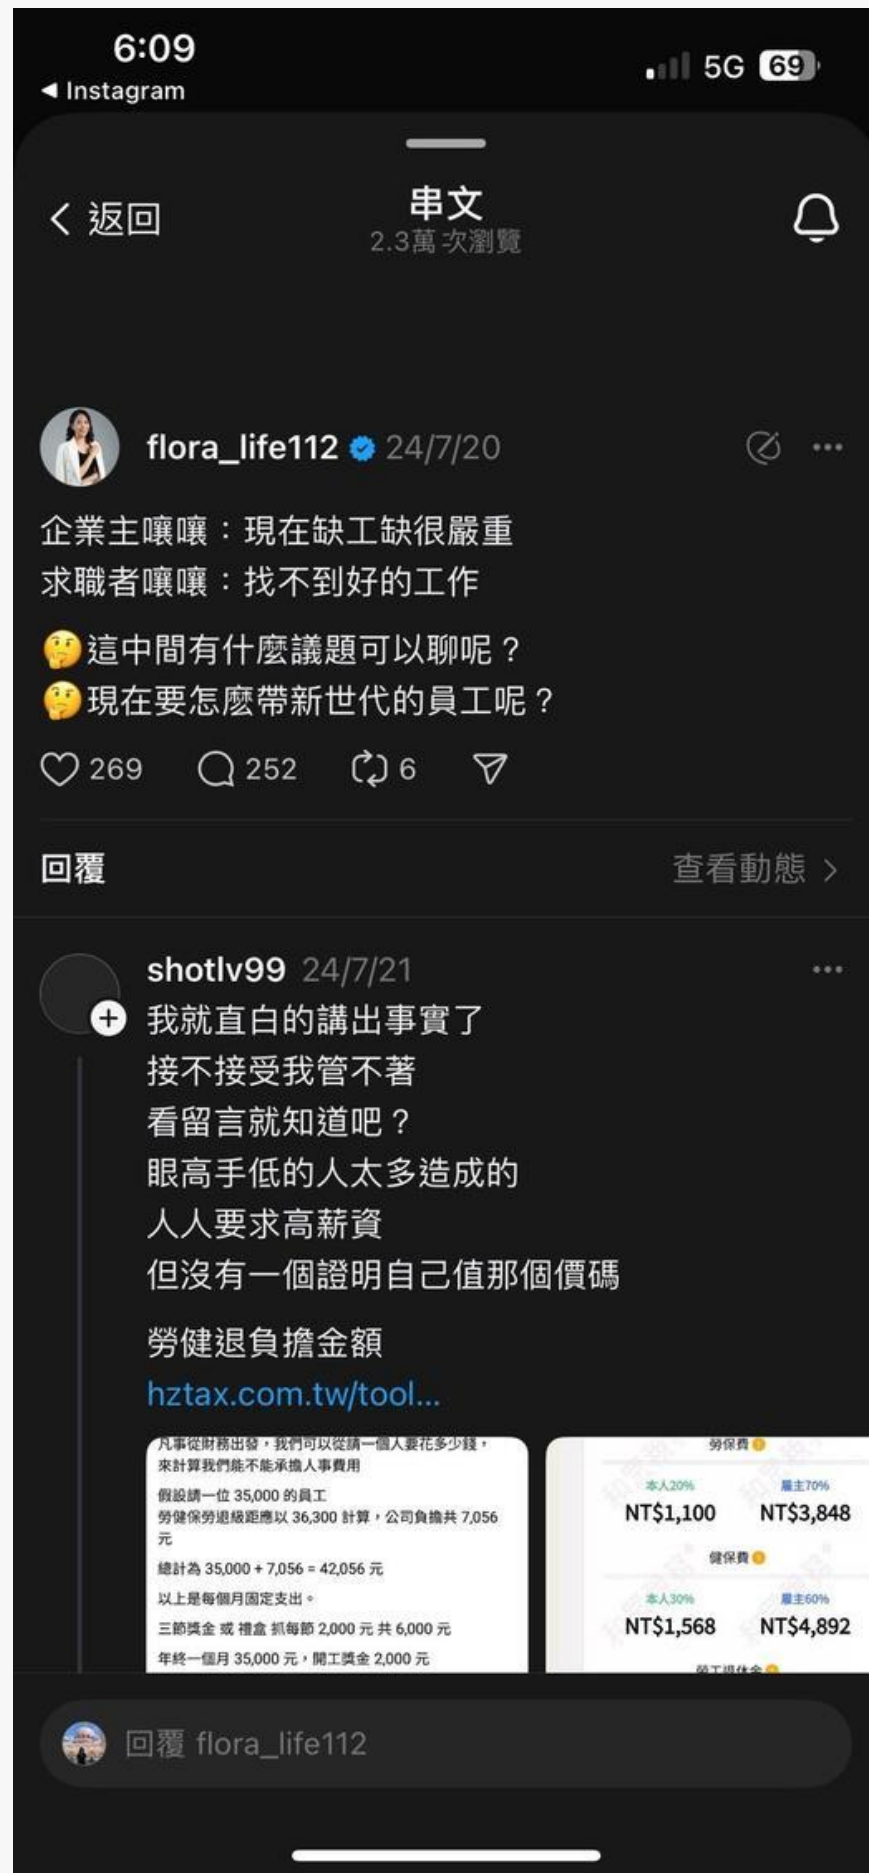 6:09
5G 69
◀ Instagram
返回
串文
2.3萬 次瀏覽
flora_life112 24/7/20
企業主嚷嚷：現在缺工缺很嚴重
求職者嚷嚷：找不到好的工作
🤔這中間有什麼議題可以聊呢？
🤔現在要怎麼帶新世代的員工呢？
269 252 6
回覆
查看動態 >
shotlv99 24/7/21
我就直白的講出事實了
接不接受我管不著
看留言就知道吧？
眼高手低的人太多造成的
人人要求高薪資
但沒有一個證明自己值那個價碼
勞健退負擔金額
hztax.com.tw/tool...
凡事從財務出發，我們可以從請一個人要花多少錢，
來計算我們能不能承擔人事費用
假設請一位 35,000 的員工
勞健保勞退級距應以 36,300 計算，公司負擔共 7,056
元
總計為 35,000 + 7,056 = 42,056 元
以上是每個月固定支出。
三節獎金 或 禮盒 抓每節 2,000 元 共 6,000 元
年終一個月 35,000 元，開工獎金 2,000 元
勞保費
本人20% 雇主70%
NT$1,100 NT$3,848
健保費
本人30% 雇主60%
NT$1,568 NT$4,892
勞工退休金
回覆 flora_life112